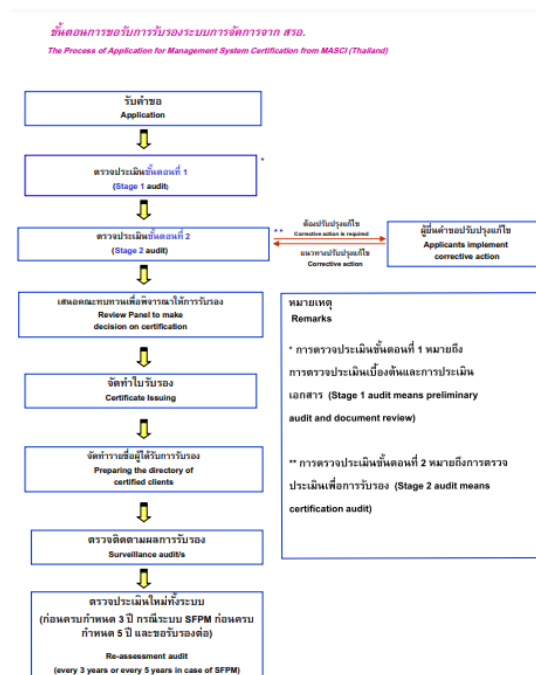 ขั้นตอนการขอรับการรับรองระบบการจัดการจาก สรอ.
The Process of Application for Management System Certification from MASCI (Thailand)
รับคำขอ
Application
ตรวจประเมินขั้นตอนที่ 1
(Stage 1 audit)
*
ตรวจประเมินขั้นตอนที่ 2
(Stage 2 audit)
**
ต้องปรับปรุงแก้ไข
Corrective action is required
แนวทางปรับปรุงแก้ไข
Corrective action
ผู้ยื่นคำขอปรับปรุงแก้ไข
Applicants implement
corrective action
เสนอคณะทบทวนเพื่อพิจารณาให้การรับรอง
Review Panel to make
decision on certification
จัดทำใบรับรอง
Certificate Issuing
จัดทำรายชื่อผู้ได้รับการรับรอง
Preparing the directory of
certified clients
ตรวจติดตามผลการรับรอง
Surveillance audit/s
ตรวจประเมินใหม่ทั้งระบบ
(ก่อนครบกำหนด 3 ปี กรณีระบบ SFPM ก่อนครบ
กำหนด 5 ปี และขอรับรองต่อ)
Re-assessment audit
(every 3 years or every 5 years in case of SFPM)
หมายเหตุ
Remarks
* การตรวจประเมินขั้นตอนที่ 1 หมายถึง
การตรวจประเมินเบื้องต้นและการประเมิน
เอกสาร (Stage 1 audit means preliminary
audit and document review)
** การตรวจประเมินขั้นตอนที่ 2 หมายถึงการตรวจ
ประเมินเพื่อการรับรอง (Stage 2 audit means
certification audit)